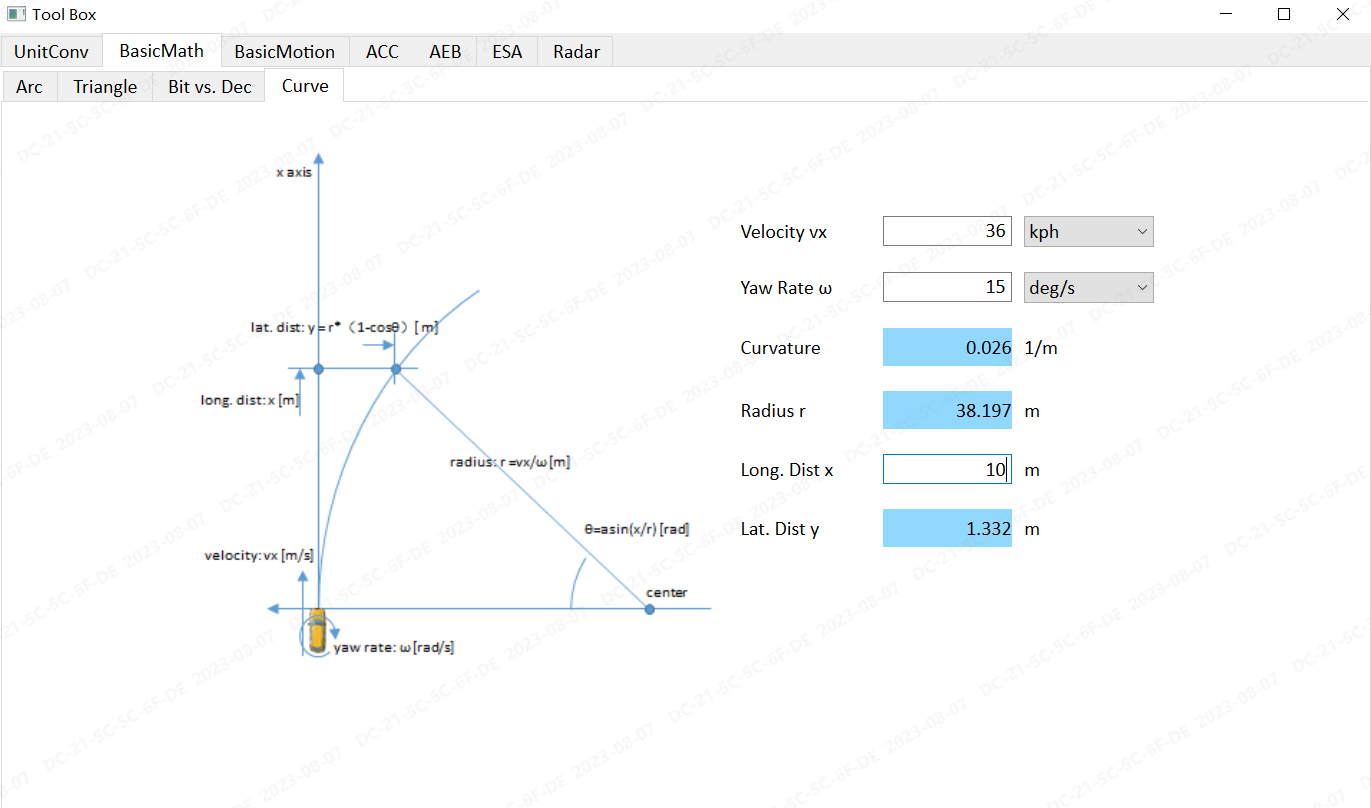 Tool Box
UnitConv BasicMath BasicMotion ACC AEB ESA Radar
Arc Triangle Bit vs. Dec Curve
x axis
lat. dist: y = r*（1-cosθ）[ m]
long. dist: x [m]
radius: r =vx/ω [m]
θ=asin(x/r) [rad]
velocity: vx [m/s]
center
yaw rate: ω [rad/s]
Velocity vx 36 kph
Yaw Rate ω 15 deg/s
Curvature 0.026 1/m
Radius r 38.197 m
Long. Dist x 10 m
Lat. Dist y 1.332 m
DC-21-5C-5C-6F-DE 2023-08-07